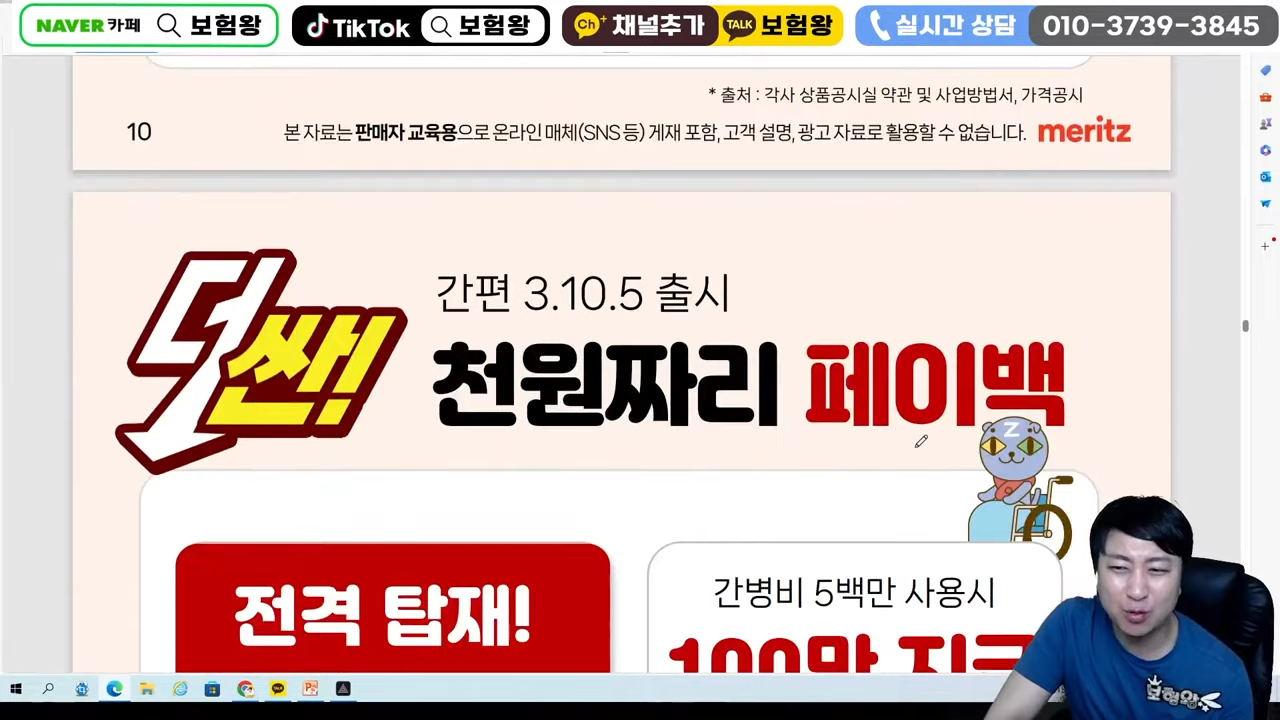 NAVER 카페 보험왕
TikTok 보험왕
Ch+ 채널추가 TALK 보험왕
실시간 상담 010-3739-3845
* 출처 : 각사 상품공시실 약관 및 사업방법서, 가격공시
10
본 자료는 판매자 교육용으로 온라인 매체(SNS 등) 게재 포함, 고객 설명, 광고 자료로 활용할 수 없습니다.
meritz
더
쎈!
간편 3.10.5 출시
천원짜리 페이백
Z
전격 탑재!
간병비 5백만 사용시
100만 지급
보험왕